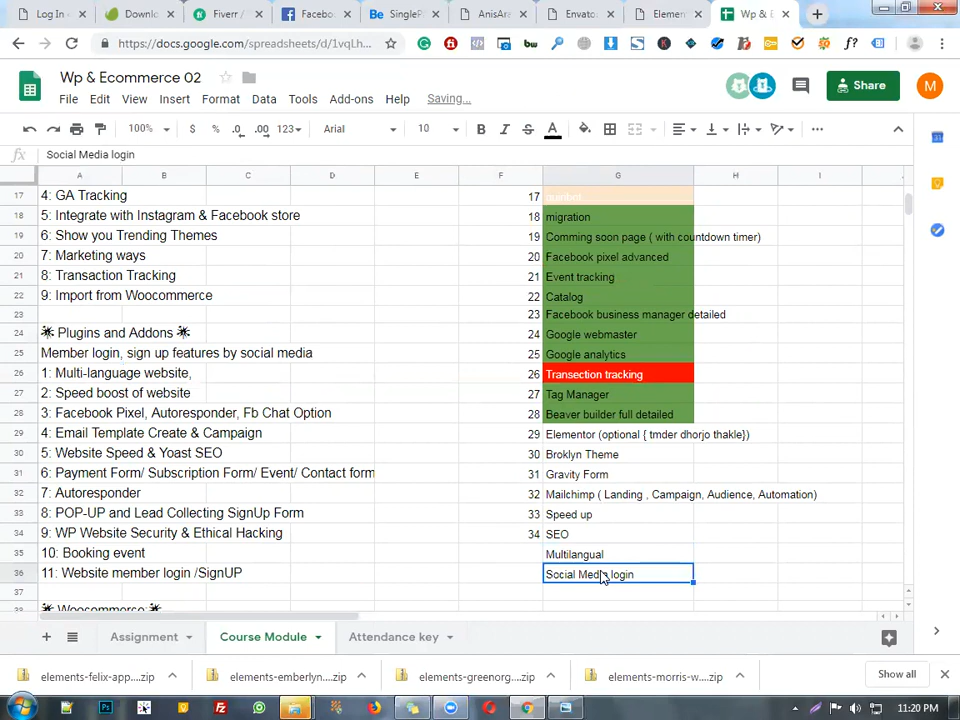 Log In
Downlo
Fiverr /
Facebo
SinglePA
AnisAra
Envato
Elemen
Wp & E
https://docs.google.com/spreadsheets/d/1vqLh...
Wp & Ecommerce 02
File Edit View Insert Format Data Tools Add-ons Help Saving...
Share
M
100% $ % .0 .00 123 Arial 10 B I S A
fx Social Media login
A B C D E F G H I
17 4: GA Tracking 17
18 5: Integrate with Instagram & Facebook store 18 migration
19 6: Show you Trending Themes 19 Comming soon page ( with countdown timer)
20 7: Marketing ways 20 Facebook pixel advanced
21 8: Transaction Tracking 21 Event tracking
22 9: Import from Woocommerce 22 Catalog
23 23 Facebook business manager detailed
24 🕷 Plugins and Addons 🕷 24 Google webmaster
25 Member login, sign up features by social media 25 Google analytics
26 1: Multi-language website, 26 Transection tracking
27 2: Speed boost of website 27 Tag Manager
28 3: Facebook Pixel, Autoresponder, Fb Chat Option 28 Beaver builder full detailed
29 4: Email Template Create & Campaign 29 Elementor (optional { tmder dhorjo thakle})
30 5: Website Speed & Yoast SEO 30 Broklyn Theme
31 6: Payment Form/ Subscription Form/ Event/ Contact form 31 Gravity Form
32 7: Autoresponder 32 Mailchimp ( Landing , Campaign, Audience, Automation)
33 8: POP-UP and Lead Collecting SignUp Form 33 Speed up
34 9: WP Website Security & Ethical Hacking 34 SEO
35 10: Booking event Multilangual
36 11: Website member login /SignUP Social Media login
37
🕷 Woocommerce 🕷
Assignment Course Module Attendance key
elements-felix-app....zip
elements-emberlyn....zip
elements-greenorg....zip
elements-morris-w....zip
Show all
11:20 PM